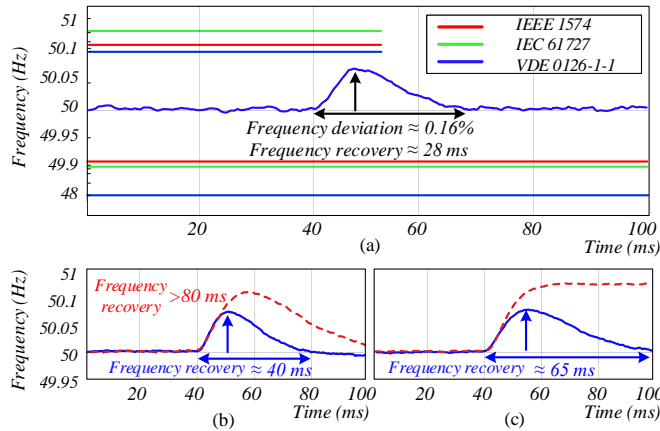 51
50.1
50.05
50
49.95
49.9
48
Frequency (Hz)
IEEE 1574
IEC 61727
VDE 0126-1-1
Frequency deviation ≈ 0.16%
Frequency recovery ≈ 28 ms
20
40
60
80
100
Time (ms)
(a)
51
50.1
50.05
50
49.95
Frequency (Hz)
Frequency
recovery >80 ms
Frequency recovery ≈ 40 ms
20
40
60
80
100
Time (ms)
(b)
Frequency recovery ≈ 65 ms
20
40
60
80
100
Time (ms)
(c)